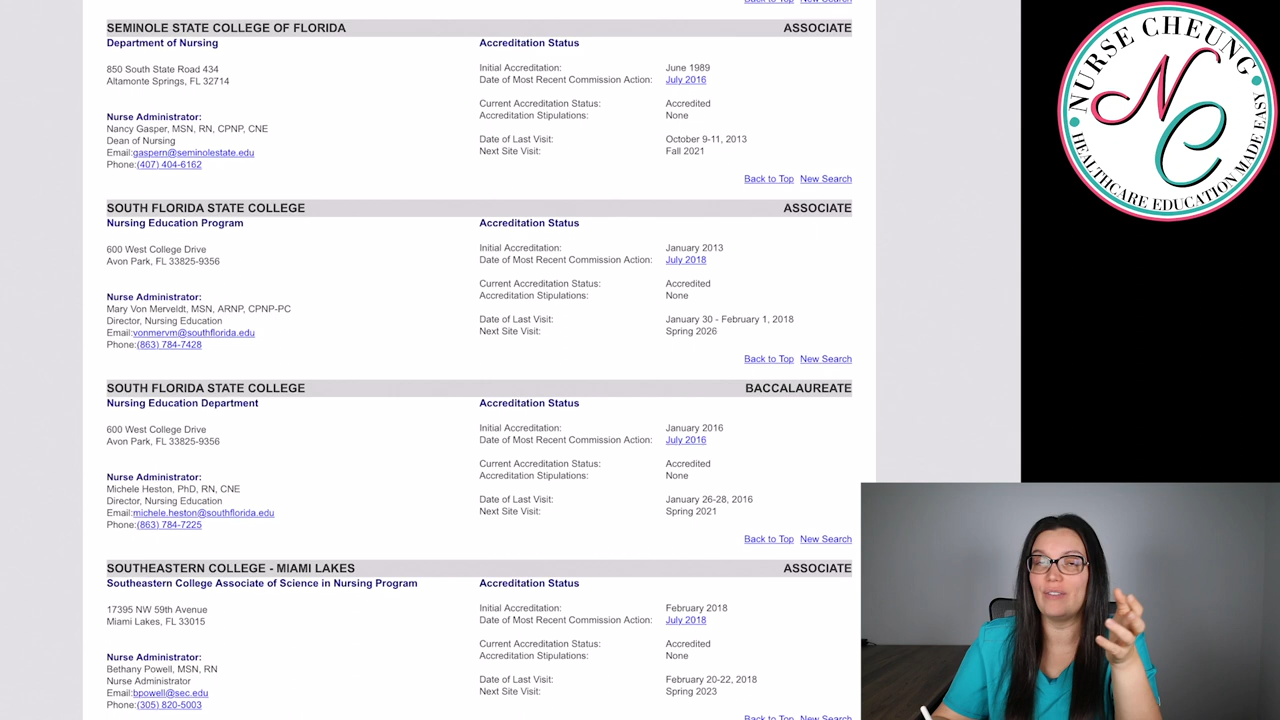 Back to Top New Search
SEMINOLE STATE COLLEGE OF FLORIDA ASSOCIATE
Department of Nursing Accreditation Status
850 South State Road 434
Altamonte Springs, FL 32714
Initial Accreditation: June 1989
Date of Most Recent Commission Action: July 2016
Current Accreditation Status: Accredited
Accreditation Stipulations: None
Nurse Administrator:
Nancy Gasper, MSN, RN, CPNP, CNE
Dean of Nursing
Email:gaspern@seminolestate.edu
Phone:(407) 404-6162
Date of Last Visit: October 9-11, 2013
Next Site Visit: Fall 2021
Back to Top New Search
SOUTH FLORIDA STATE COLLEGE ASSOCIATE
Nursing Education Program Accreditation Status
600 West College Drive
Avon Park, FL 33825-9356
Initial Accreditation: January 2013
Date of Most Recent Commission Action: July 2018
Current Accreditation Status: Accredited
Accreditation Stipulations: None
Nurse Administrator:
Mary Von Merveldt, MSN, ARNP, CPNP-PC
Director, Nursing Education
Email:vonmervm@southflorida.edu
Phone:(863) 784-7428
Date of Last Visit: January 30 - February 1, 2018
Next Site Visit: Spring 2026
Back to Top New Search
SOUTH FLORIDA STATE COLLEGE BACCALAUREATE
Nursing Education Department Accreditation Status
600 West College Drive
Avon Park, FL 33825-9356
Initial Accreditation: January 2016
Date of Most Recent Commission Action: July 2016
Current Accreditation Status: Accredited
Accreditation Stipulations: None
Nurse Administrator:
Michele Heston, PhD, RN, CNE
Director, Nursing Education
Email:michele.heston@southflorida.edu
Phone:(863) 784-7225
Date of Last Visit: January 26-28, 2016
Next Site Visit: Spring 2021
Back to Top New Search
SOUTHEASTERN COLLEGE - MIAMI LAKES ASSOCIATE
Southeastern College Associate of Science in Nursing Program Accreditation Status
17395 NW 59th Avenue
Miami Lakes, FL 33015
Initial Accreditation: February 2018
Date of Most Recent Commission Action: July 2018
Current Accreditation Status: Accredited
Accreditation Stipulations: None
Nurse Administrator:
Bethany Powell, MSN, RN
Nurse Administrator
Email:bpowell@sec.edu
Phone:(305) 820-5003
Date of Last Visit: February 20-22, 2018
Next Site Visit: Spring 2023
Back to Top New Search
NURSE CHEUNG
NC
HEALTHCARE EDUCATION MADE EASY